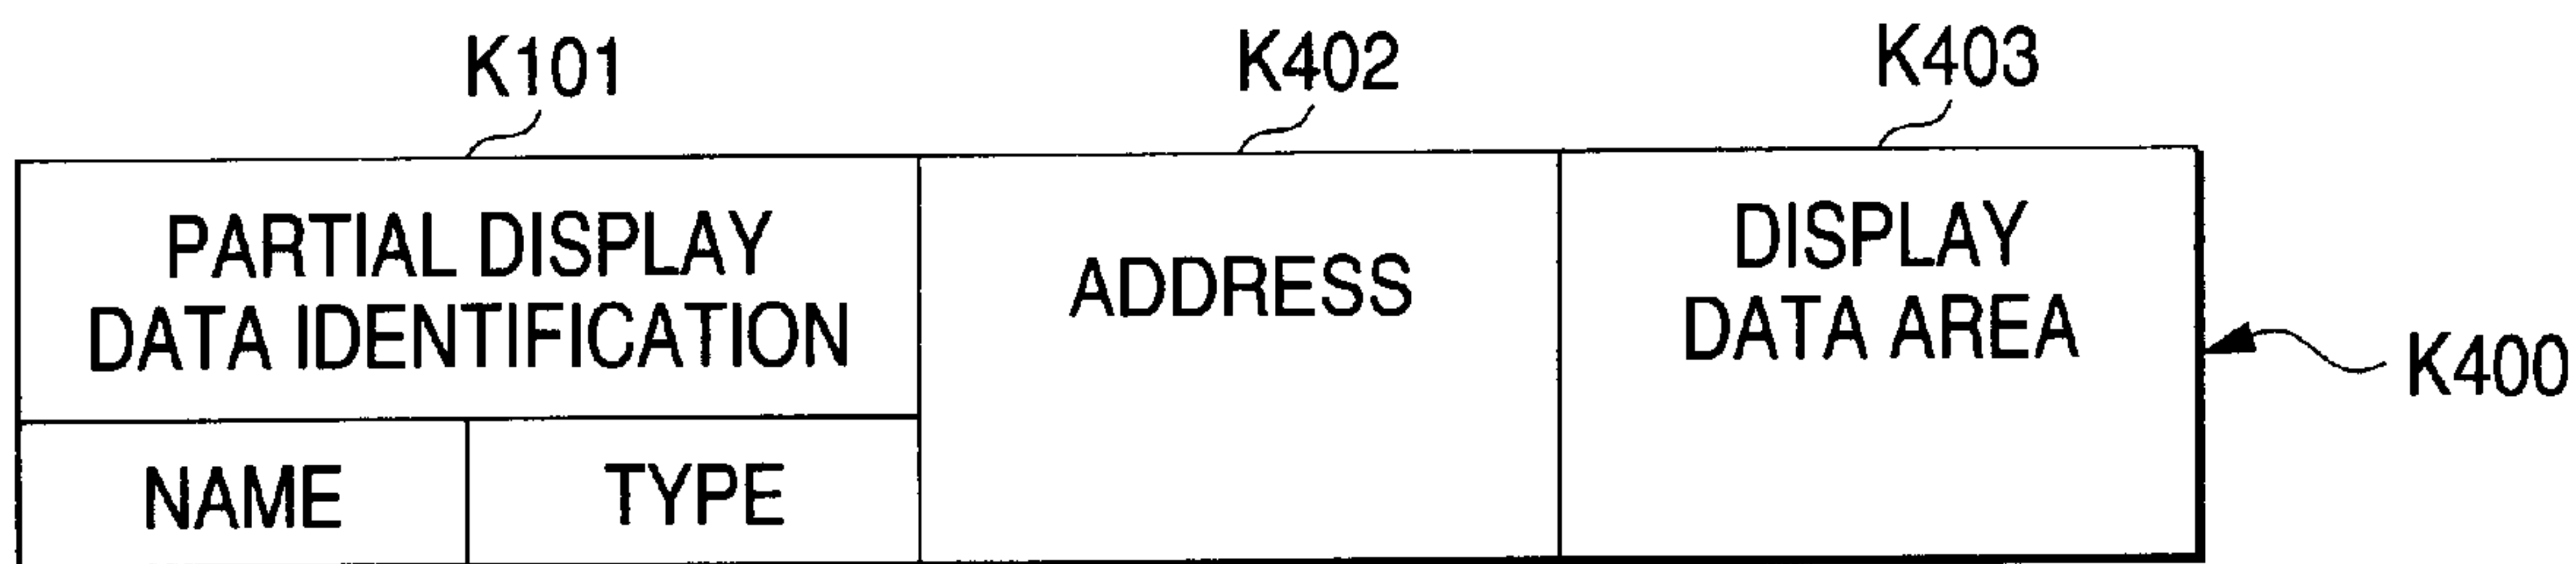 K101
K402
K403
PARTIAL DISPLAY
DATA IDENTIFICATION
ADDRESS
DISPLAY
DATA AREA
K400
NAME
TYPE